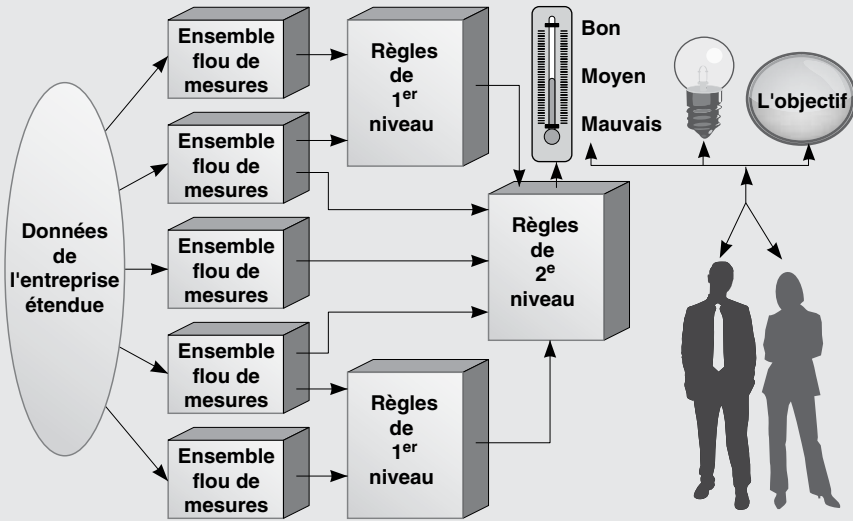 Données
de
l'entreprise
étendue
Ensemble
flou de
mesures
Ensemble
flou de
mesures
Ensemble
flou de
mesures
Ensemble
flou de
mesures
Ensemble
flou de
mesures
Règles
de
1er
niveau
Règles
de
1er
niveau
Règles
de
2e
niveau
Bon
Moyen
Mauvais
L'objectif